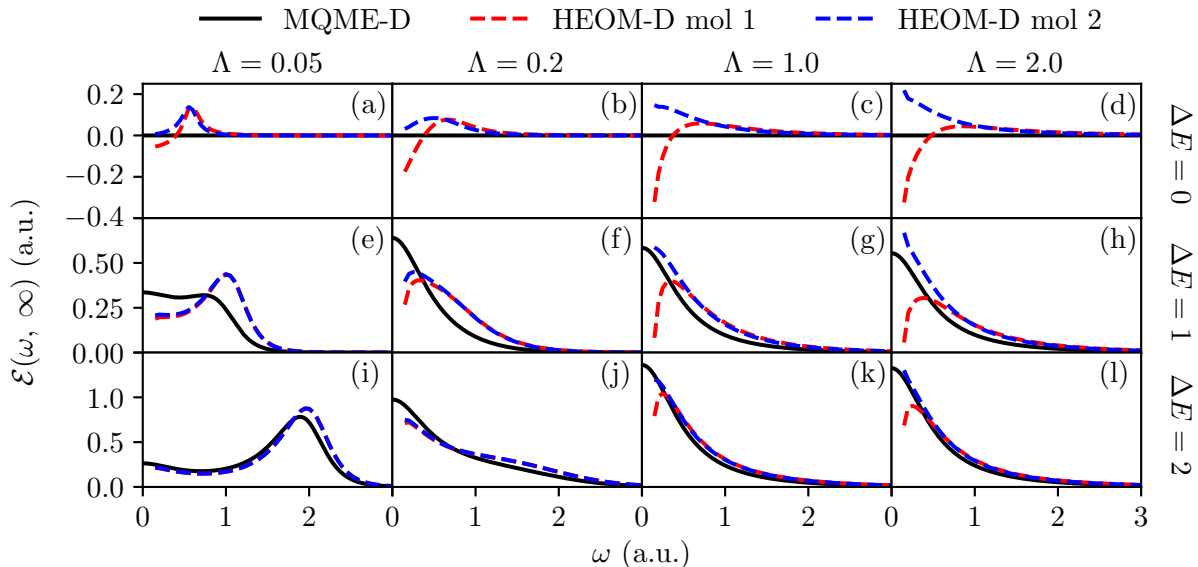 MQME-D HEOM-D mol 1 HEOM-D mol 2
Λ = 0.05 Λ = 0.2 Λ = 1.0 Λ = 2.0
0.2 (a) (b) (c) (d)
0.0
−0.2
−0.4
ΔE = 0
(e) (f) (g) (h)
0.50
0.25
0.00
ΔE = 1
ℰ(ω, ∞) (a.u.)
(i) (j) (k) (l)
1.0
0.5
0.0
ΔE = 2
0 1 2 0 1 2 0 1 2 0 1 2 3
ω (a.u.)